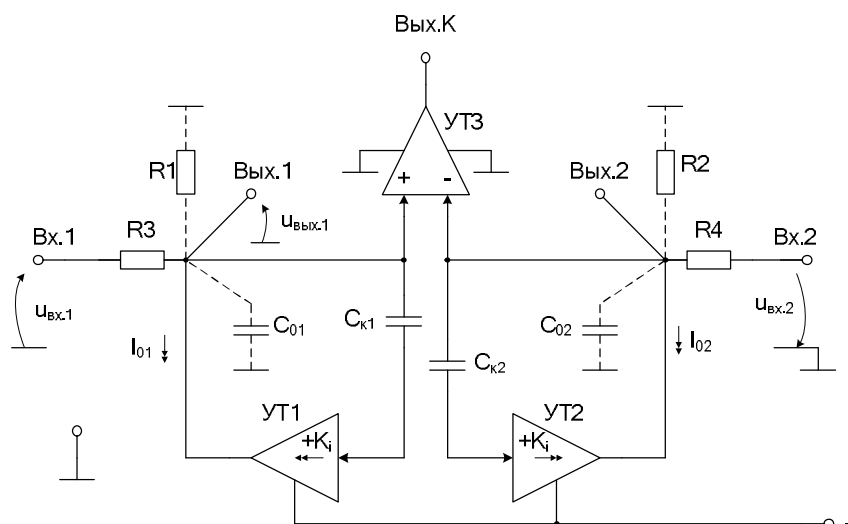 Вых.К
УТ3
R1
Вых.1
+
-
Вых.2
R2
Вх.1
R3
uвых.1
R4
Вх.2
uвх.1
I01
C01
Cк1
Cк2
C02
I02
uвх.2
УТ1
+Ki
УТ2
+Ki